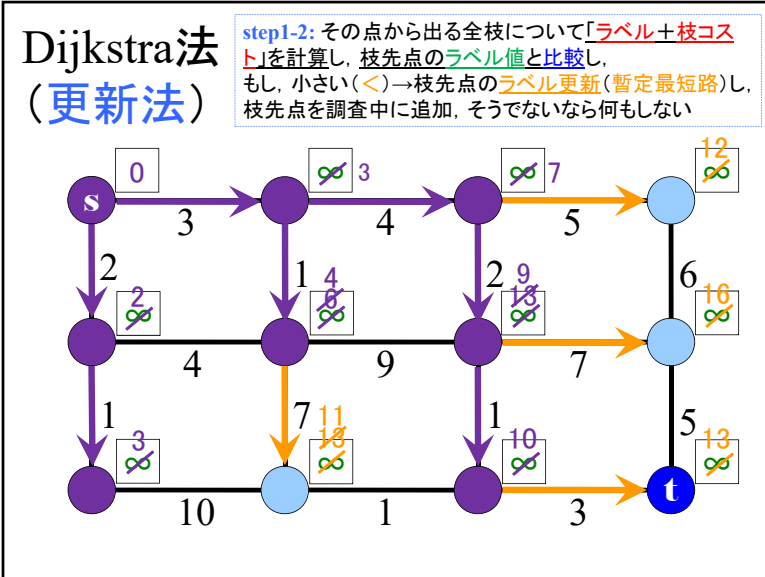 Dijkstra法
（更新法）
step1-2: その点から出る全枝について「ラベル＋枝コス
ト」を計算し，枝先点のラベル値と比較し，
もし，小さい（＜）→枝先点のラベル更新（暫定最短路）し，
枝先点を調査中に追加，そうでないなら何もしない
12
s 0 ∞ 3 ∞ 7 ∞
3 4 5
2 1 2 6
2 4 9 16
∞ 6 13 ∞
∞ ∞
4 9 7
1 7 1 5
3 11 10 13
∞ 13 ∞ ∞
∞
t
10 1 3